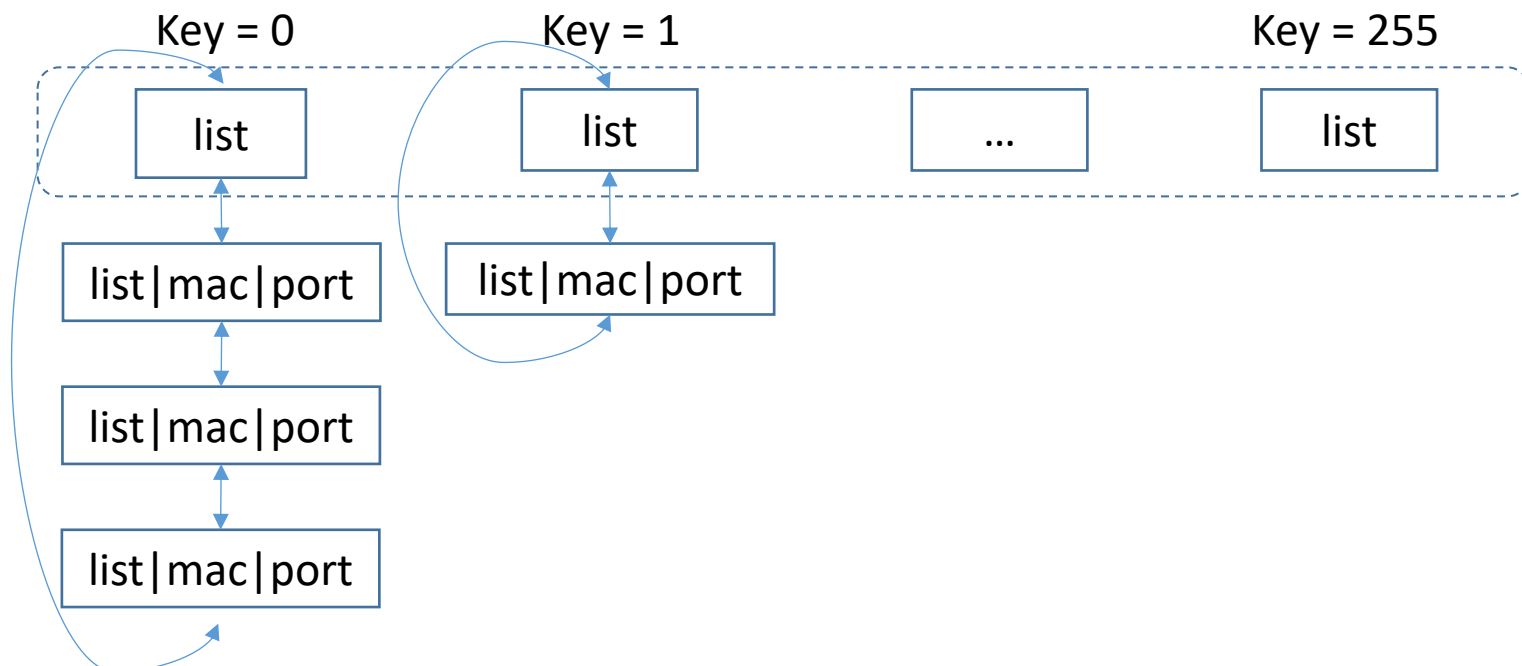 Key = 0
Key = 1
Key = 255
list
list
...
list
list|mac|port
list|mac|port
list|mac|port
list|mac|port